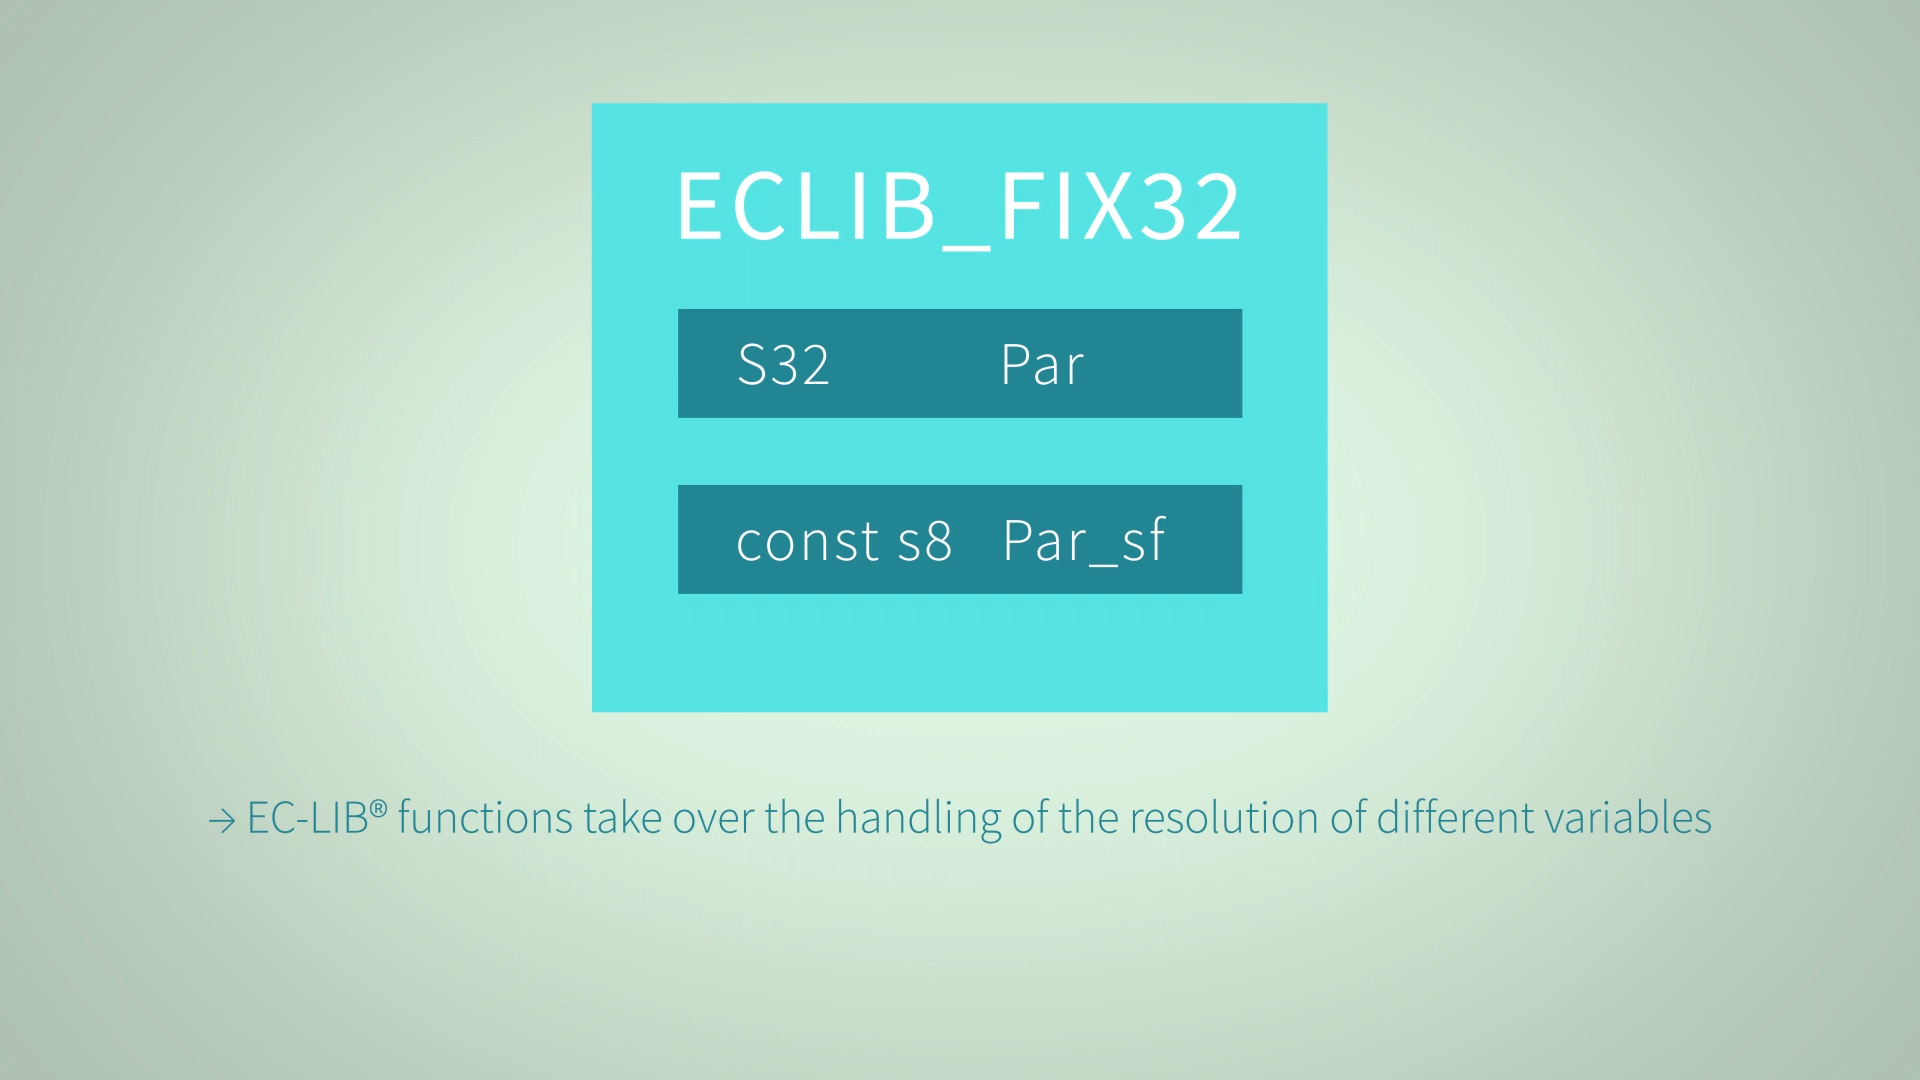 ECLIB_FIX32
S32 Par
const s8 Par_sf
→ EC-LIB® functions take over the handling of the resolution of different variables